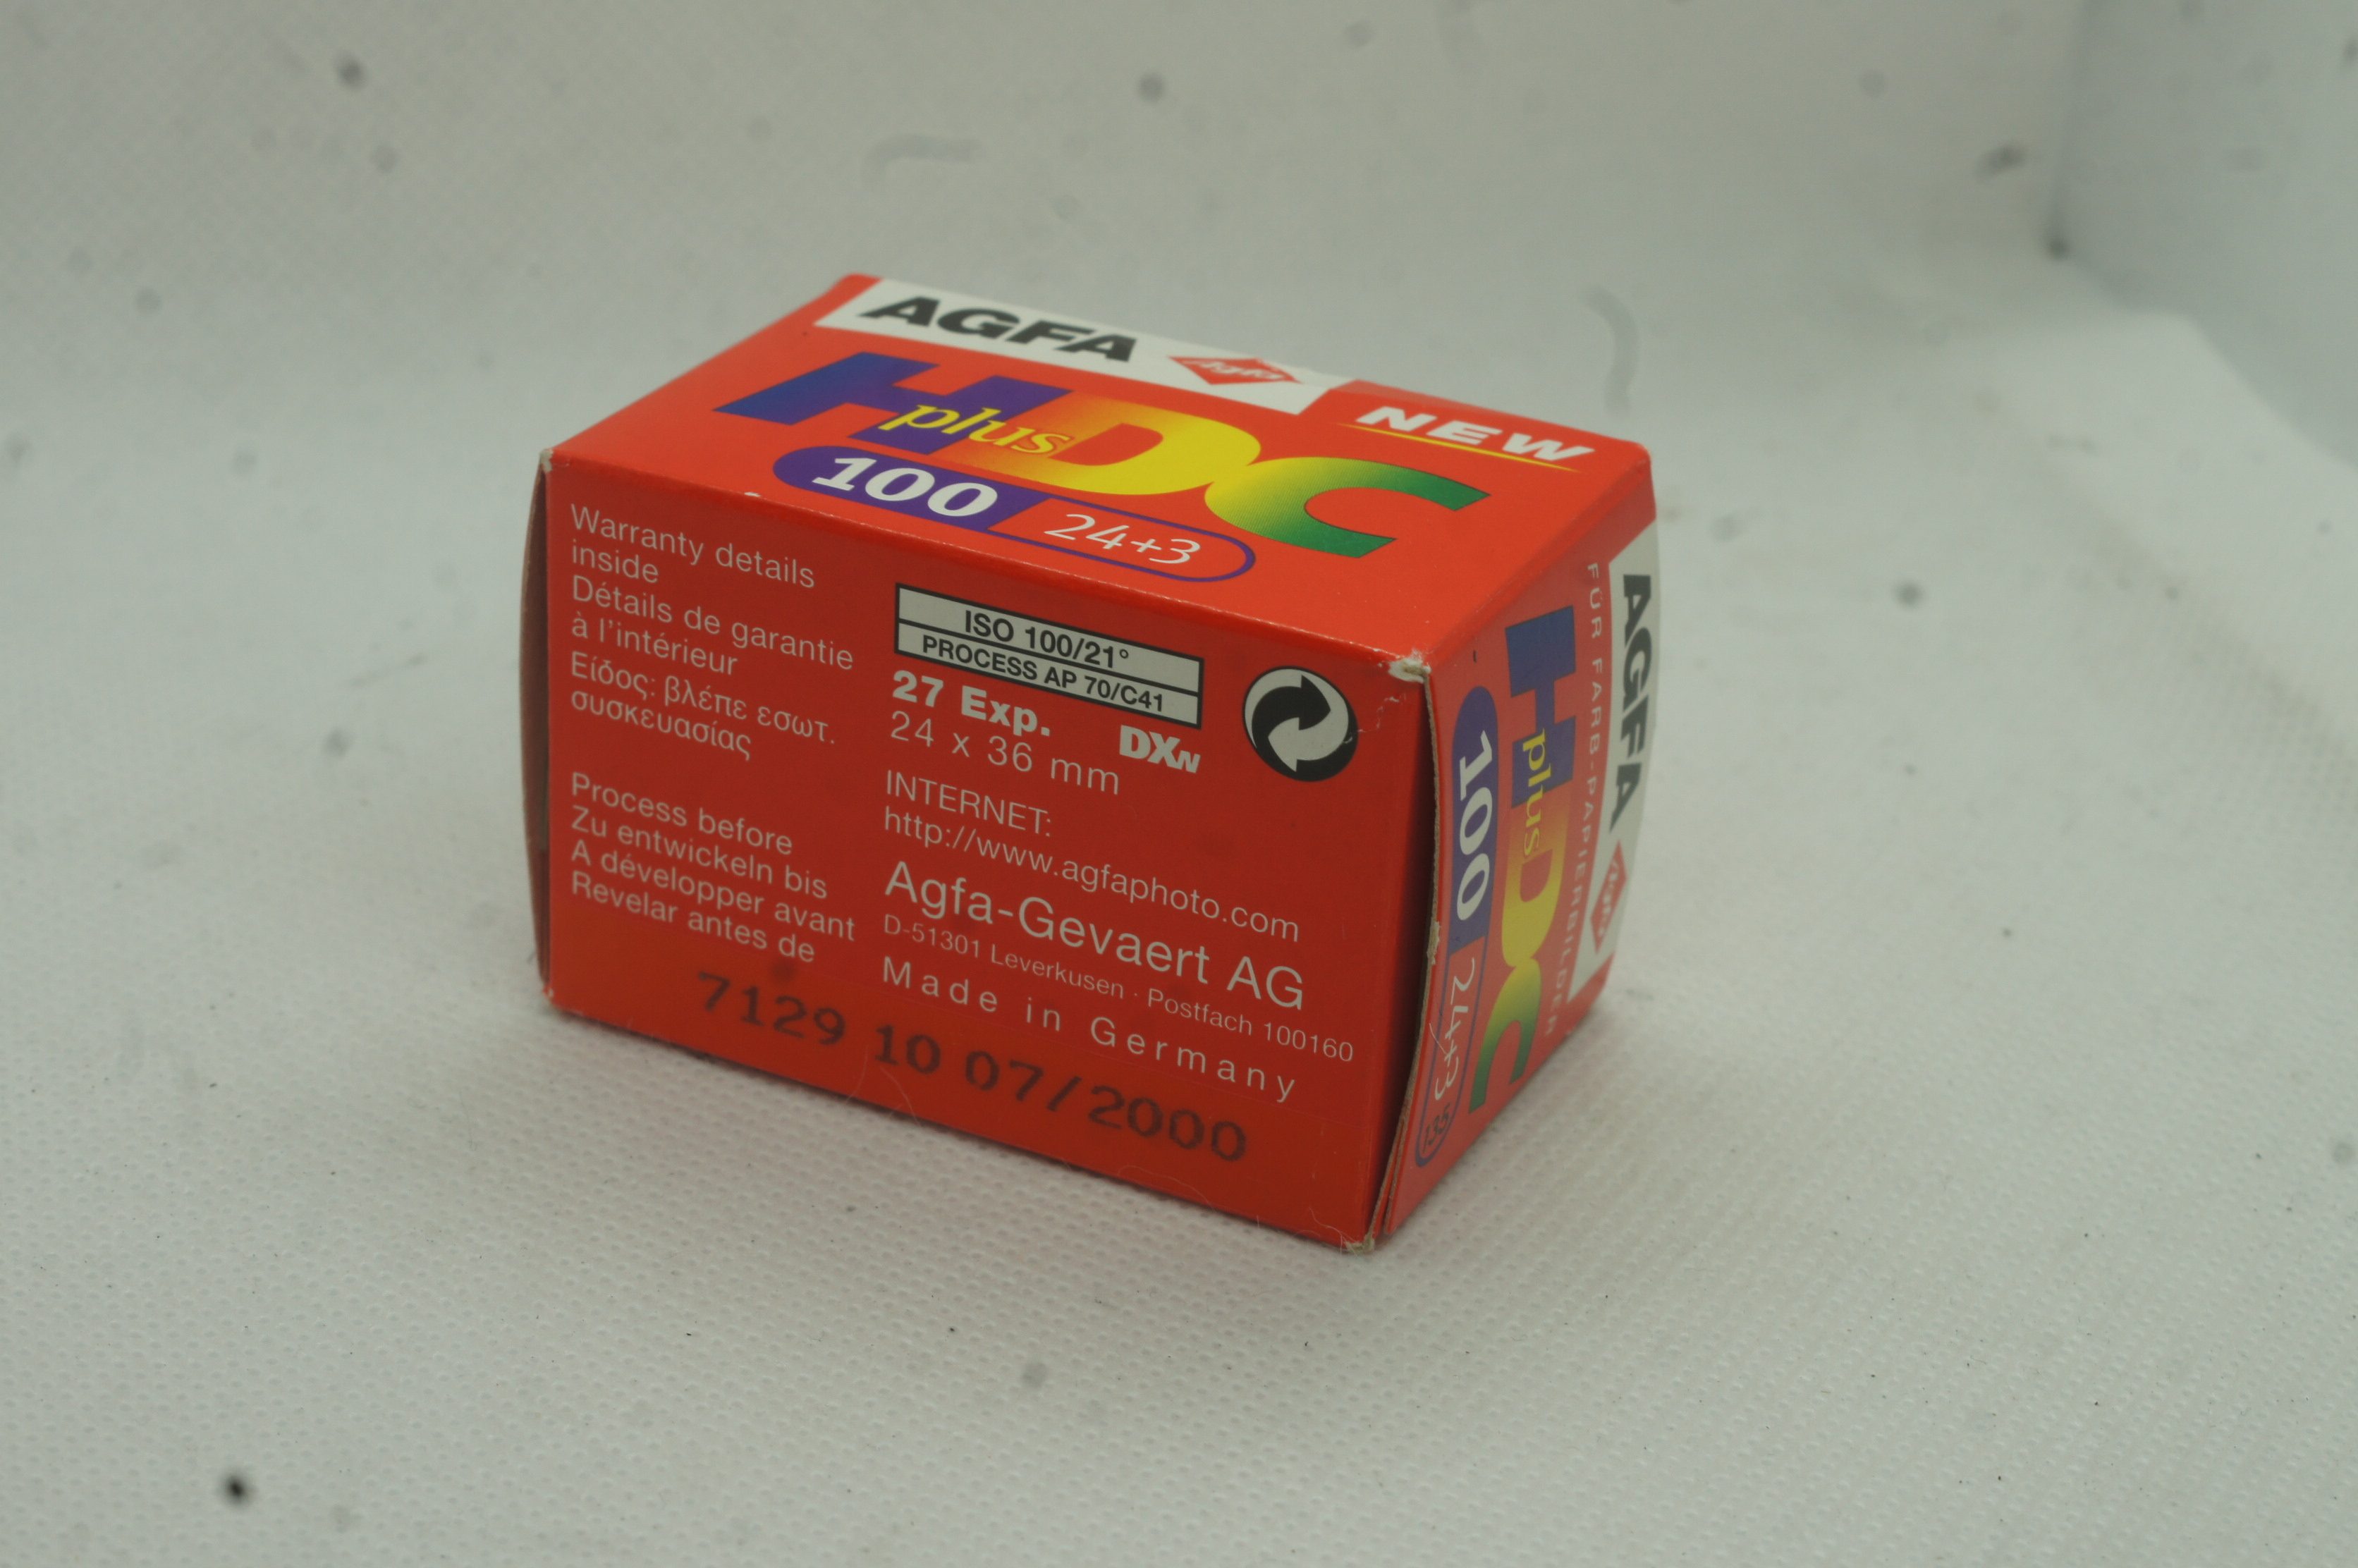 AGFA
Agfa
NEW
HDC
plus
100 24+3
Warranty details
inside
Détails de garantie
à l'intérieur
Είδος: βλέπε εσωτ.
συσκευασίας
Process before
Zu entwickeln bis
A développer avant
Revelar antes de
ISO 100/21°
PROCESS AP 70/C41
27 Exp.
24 x 36 mm
DXN
INTERNET:
http://www.agfaphoto.com
Agfa-Gevaert AG
D-51301 Leverkusen · Postfach 100160
Made in Germany
7129 10 07/2000
AGFA
Agfa
FÜR FARB-PAPIERBILDER
HDC
plus
100 24+3